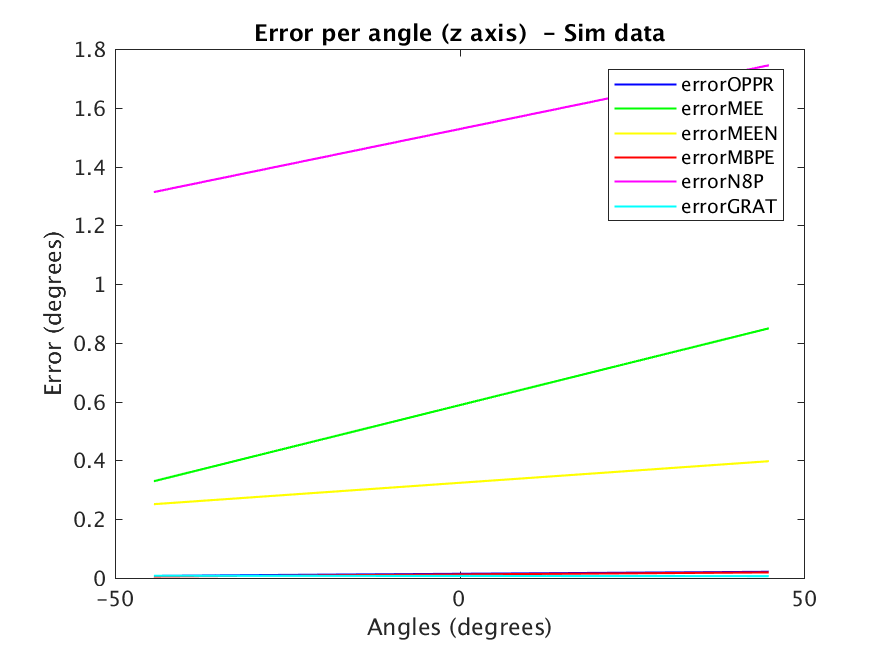 Error per angle (z axis)  - Sim data
1.8
1.6
1.4
1.2
1
0.8
0.6
0.4
0.2
0
Error (degrees)
errorOPPR
errorMEE
errorMEEN
errorMBPE
errorN8P
errorGRAT
-50
0
50
Angles (degrees)